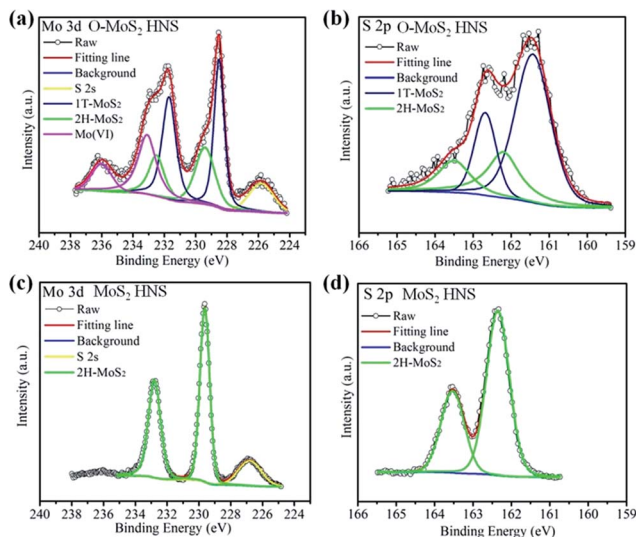 (a)
Mo 3d O-MoS₂ HNS
Raw
Fitting line
Background
S 2s
1T-MoS₂
2H-MoS₂
Mo(VI)
Intensity (a.u.)
240 238 236 234 232 230 228 226 224
Binding Energy (eV)
(b)
S 2p O-MoS₂ HNS
Raw
Fitting line
Background
1T-MoS₂
2H-MoS₂
Intensity (a.u.)
166 165 164 163 162 161 160 159
Binding Energy (eV)
(c)
Mo 3d MoS₂ HNS
Raw
Fitting line
Background
S 2s
2H-MoS₂
Intensity (a.u.)
240 238 236 234 232 230 228 226 224
Binding Energy (eV)
(d)
S 2p MoS₂ HNS
Raw
Fitting line
Background
2H-MoS₂
Intensity (a.u.)
166 165 164 163 162 161 160 159
Binding Energy (eV)